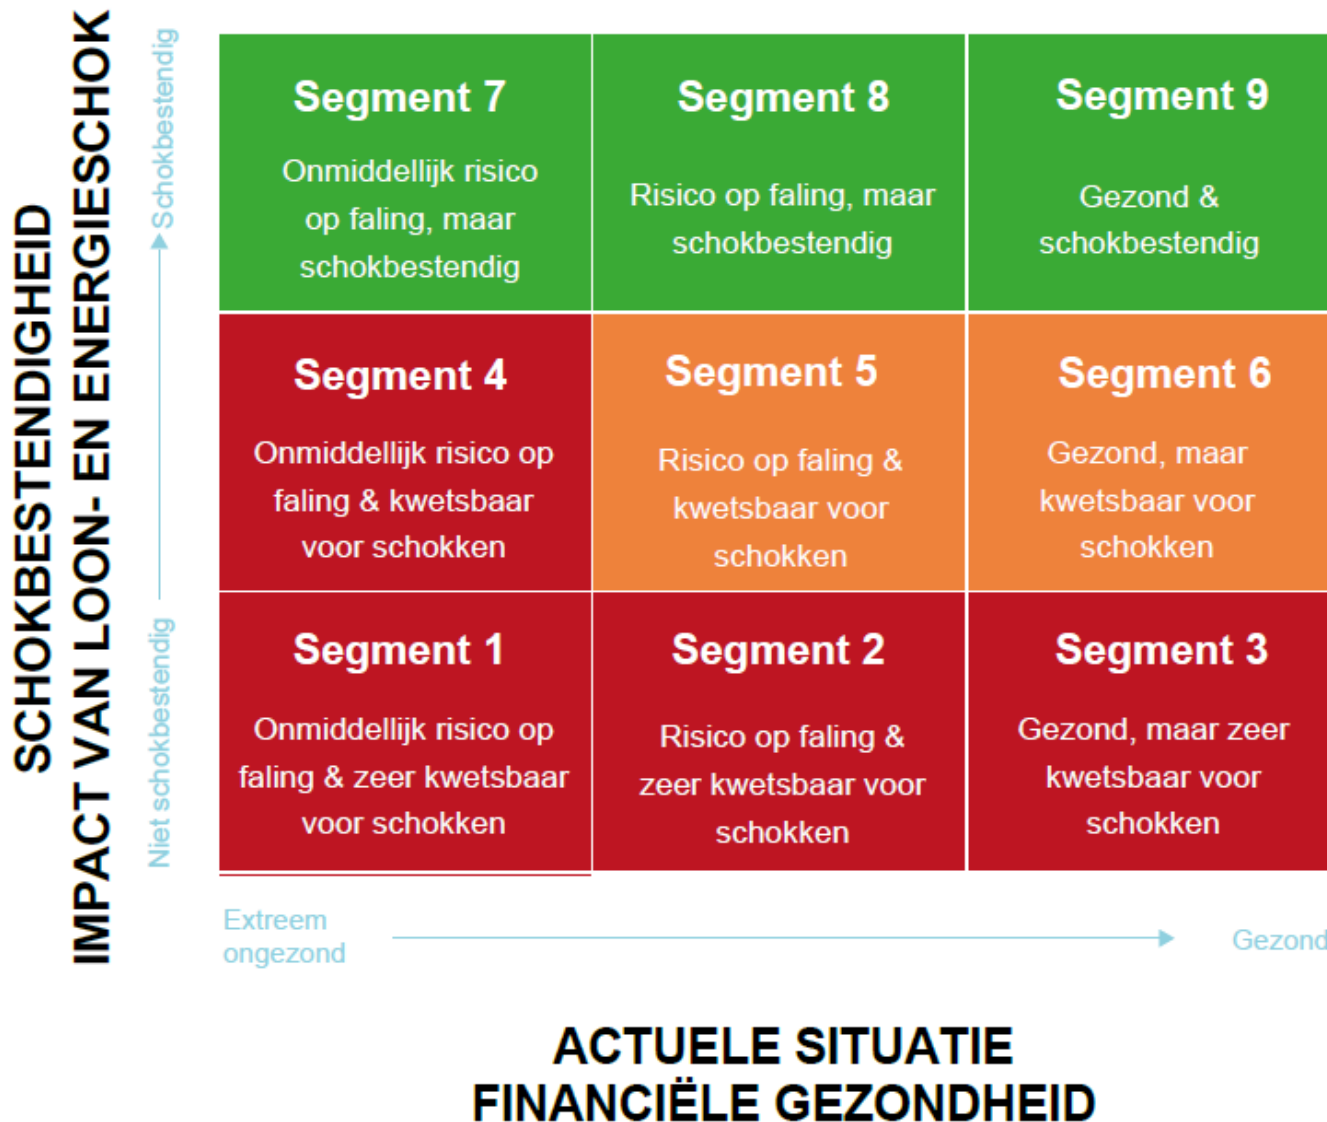 SCHOKBESTENDIGHEID
IMPACT VAN LOON- EN ENERGIESCHOK
Schokbestendig
Niet schokbestendig
Segment 7
Onmiddellijk risico
op faling, maar
schokbestendig
Segment 8
Risico op faling, maar
schokbestendig
Segment 9
Gezond &
schokbestendig
Segment 4
Onmiddellijk risico op
faling & kwetsbaar
voor schokken
Segment 5
Risico op faling &
kwetsbaar voor
schokken
Segment 6
Gezond, maar
kwetsbaar voor
schokken
Segment 1
Onmiddellijk risico op
faling & zeer kwetsbaar
voor schokken
Segment 2
Risico op faling &
zeer kwetsbaar voor
schokken
Segment 3
Gezond, maar zeer
kwetsbaar voor
schokken
Extreem
ongezond
Gezond
ACTUELE SITUATIE
FINANCIËLE GEZONDHEID